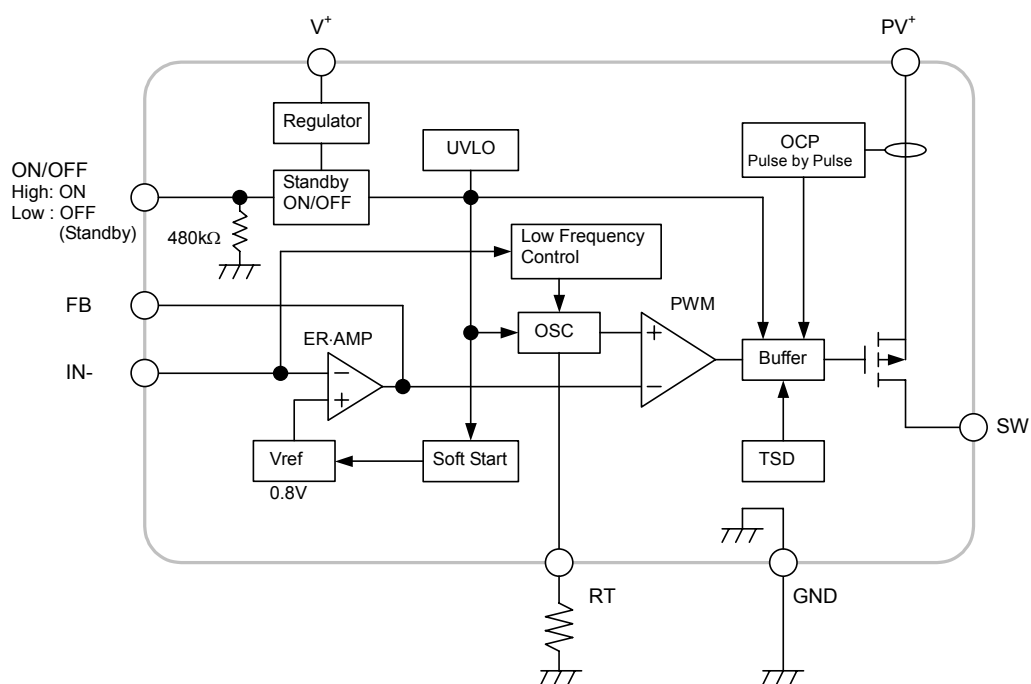 V+
PV+
Regulator
UVLO
OCP
Pulse by Pulse
ON/OFF
High: ON
Low : OFF
(Standby)
Standby
ON/OFF
480kΩ
Low Frequency
Control
FB
OSC
PWM
ER·AMP
Buffer
IN-
SW
Vref
Soft Start
TSD
0.8V
RT
GND